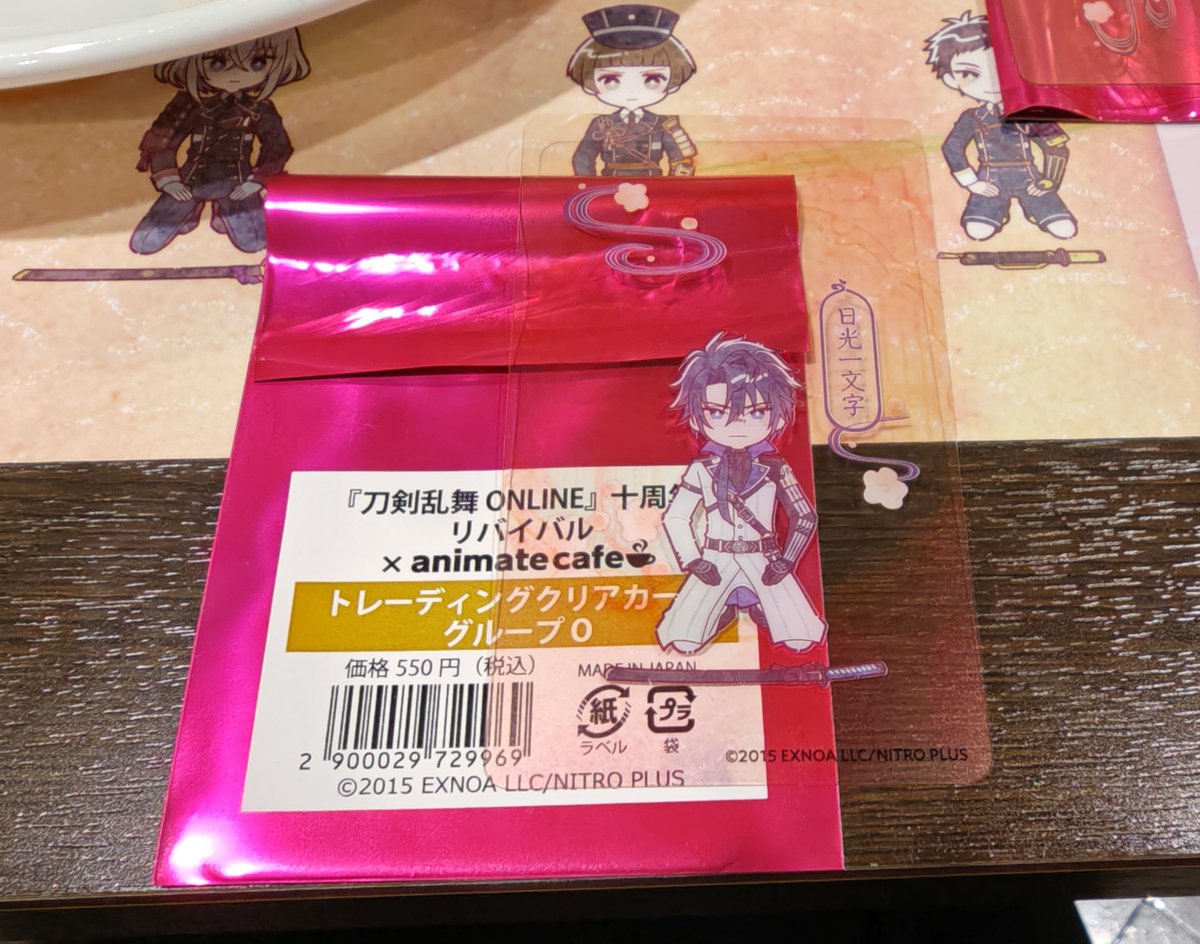 日光一文字
『刀剣乱舞 ONLINE』十周年
リバイバル
× animatecafe
トレーディングクリアカー
グループO
価格 550 円（税込）
MADE IN JAPAN
紙
プラ
ラベル
袋
2 900029 729969
©2015 EXNOA LLC/NITRO PLUS
©2015 EXNOA LLC/NITRO PLUS